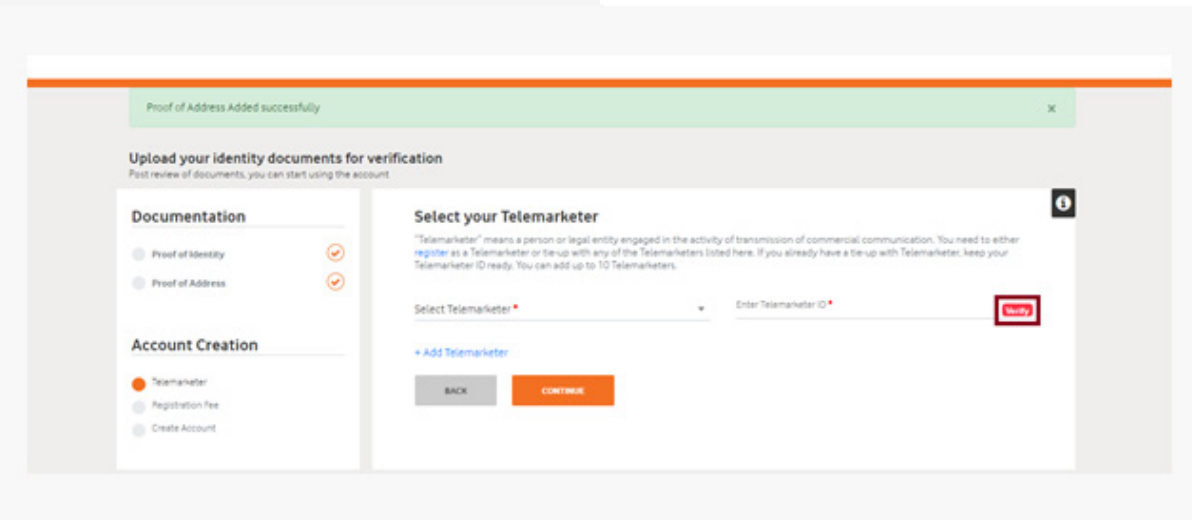 Proof of Address Added successfully
×
Upload your identity documents for verification
Post review of documents, you can start using the account
Documentation
Proof of Identity
Proof of Address
Account Creation
Telemarketer
Registration Fee
Create Account
Select your Telemarketer
"Telemarketer" means a person or legal entity engaged in the activity of transmission of commercial communication. You need to either
register as a Telemarketer or tie-up with any of the Telemarketers listed here. If you already have a tie-up with Telemarketer, keep your
Telemarketer ID ready. You can add up to 10 Telemarketers.
Select Telemarketer *
Enter Telemarketer ID *
Verify
+ Add Telemarketer
BACK
CONTINUE